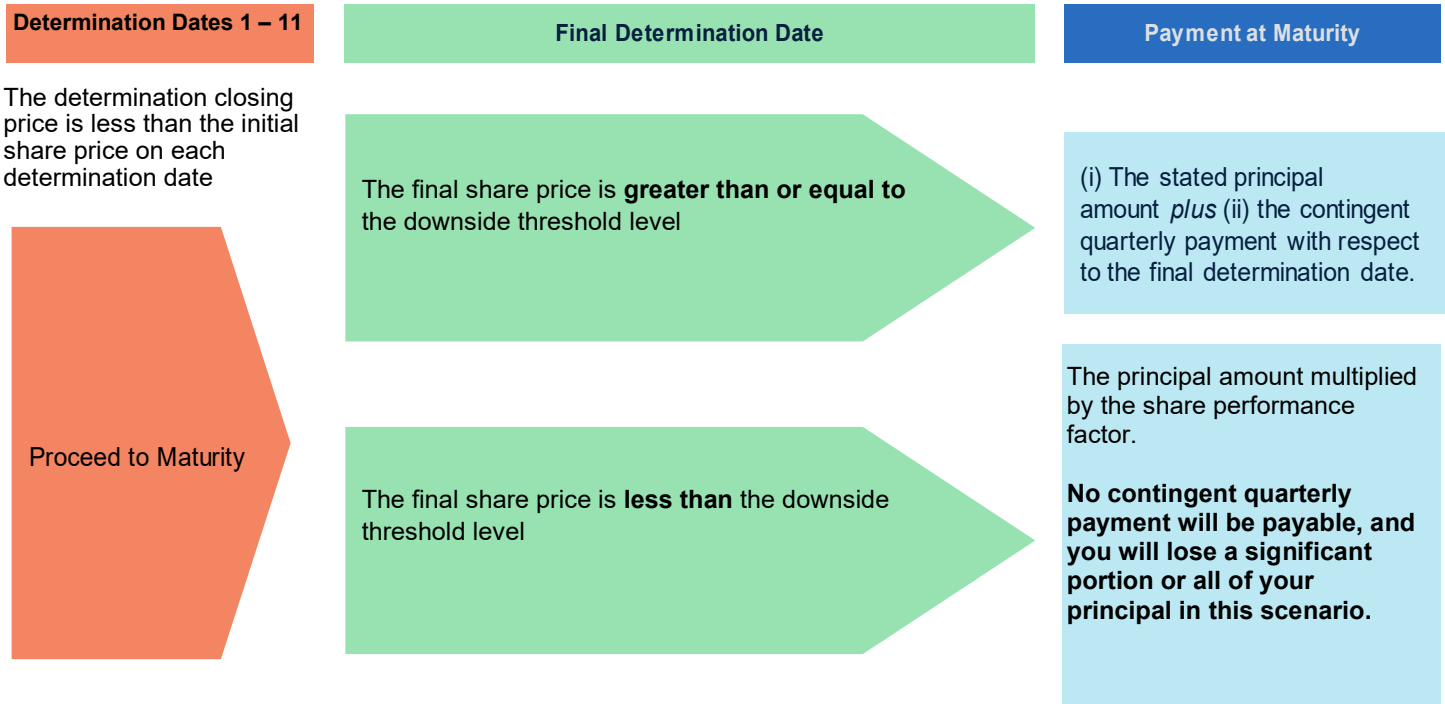 Determination Dates 1 – 11
Final Determination Date
Payment at Maturity
The determination closing
price is less than the initial
share price on each
determination date
Proceed to Maturity
The final share price is greater than or equal to
the downside threshold level
(i) The stated principal
amount plus (ii) the contingent
quarterly payment with respect
to the final determination date.
The final share price is less than the downside
threshold level
The principal amount multiplied
by the share performance
factor.
No contingent quarterly
payment will be payable, and
you will lose a significant
portion or all of your
principal in this scenario.